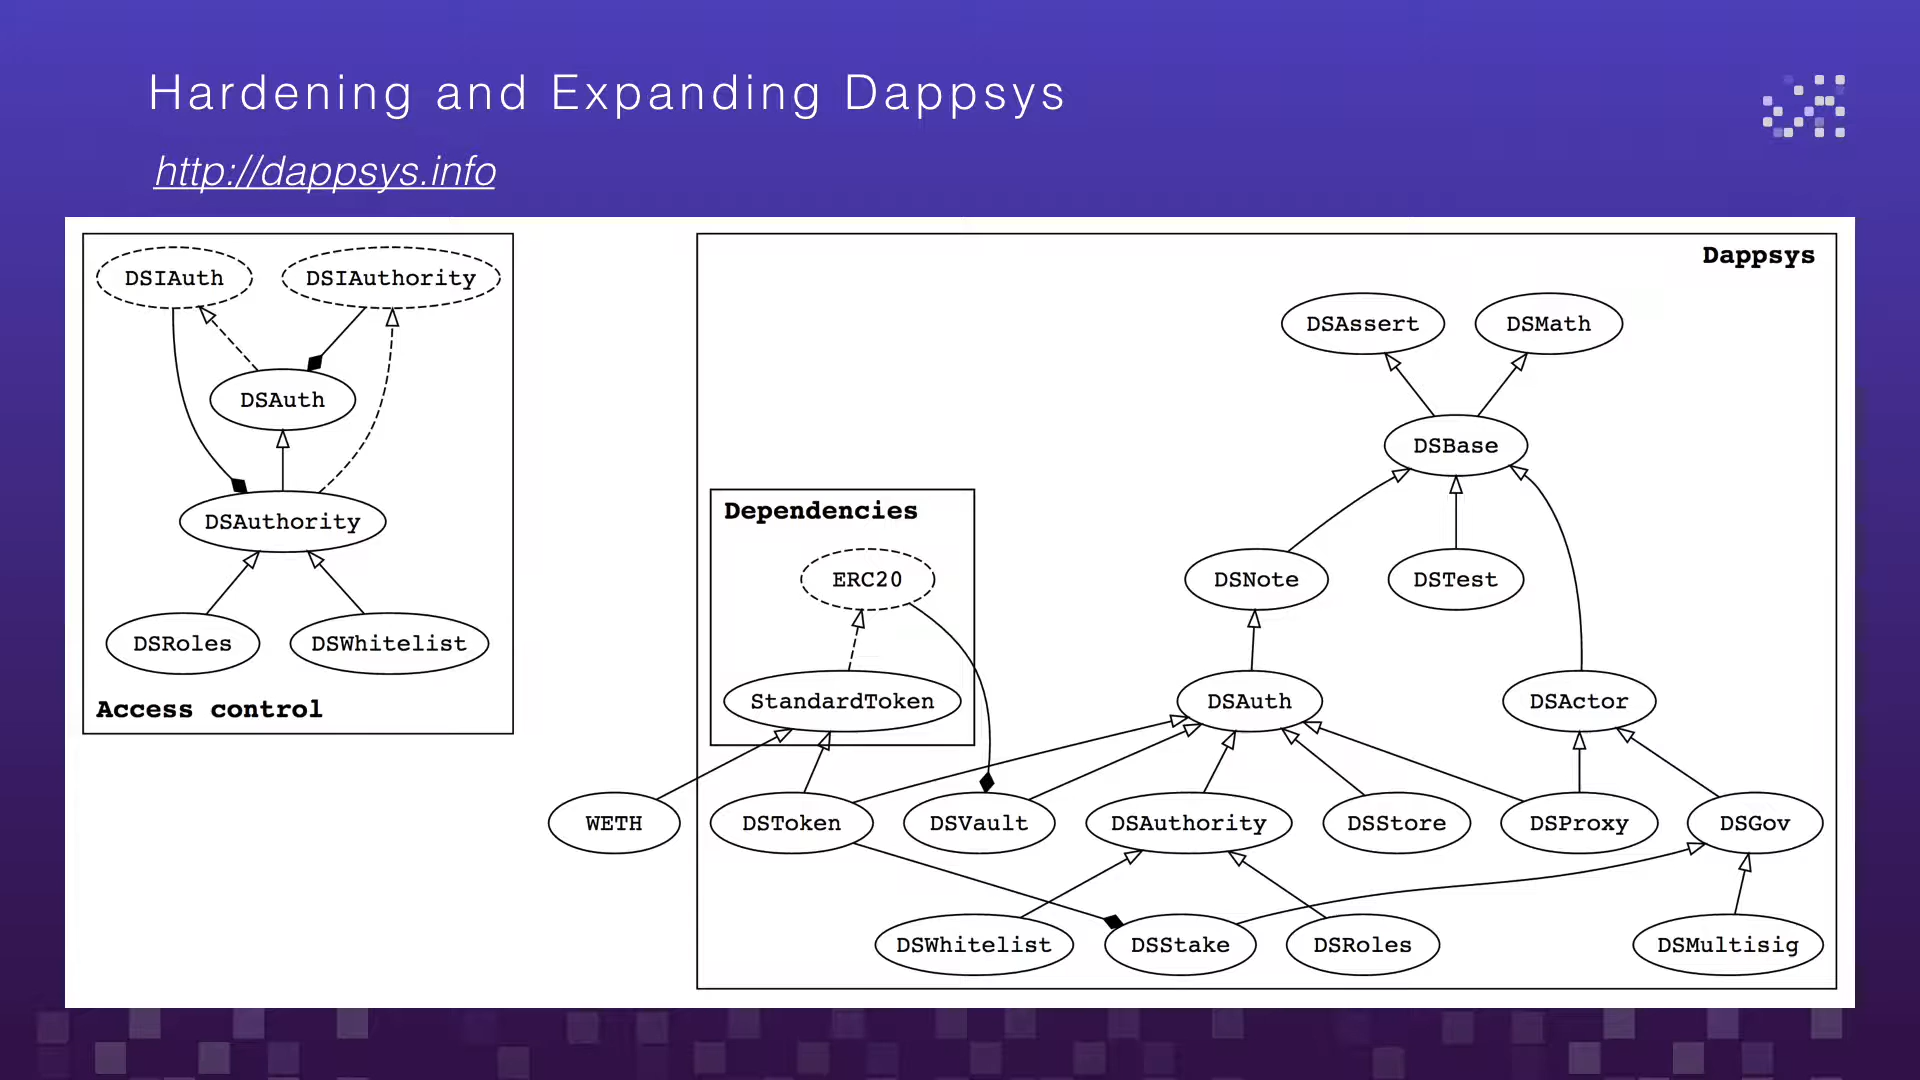 Hardening and Expanding Dappsys
http://dappsys.info
DSIAuth
DSIAuthority
DSAuth
DSAuthority
DSRoles
DSWhitelist
Access control
Dappsys
DSAssert
DSMath
DSBase
Dependencies
ERC20
DSNote
DSTest
StandardToken
DSAuth
DSActor
WETH
DSToken
DSVault
DSAuthority
DSStore
DSProxy
DSGov
DSWhitelist
DSStake
DSRoles
DSMultisig